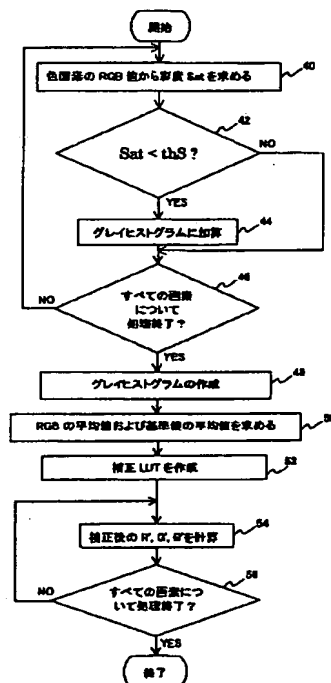 開始
各画素の RGB 値から彩度 Sat を求める
40
42
Sat < thS ?
NO
YES
44
グレイヒストグラムに加算
46
NO
すべての画素
について
処理終了?
YES
48
グレイヒストグラムの作成
50
RGB の平均値および基準値の平均値を求める
52
補正 LUT を作成
54
補正後の R', G', B'を計算
56
NO
すべての画素につ
いて処理終了?
YES
終了